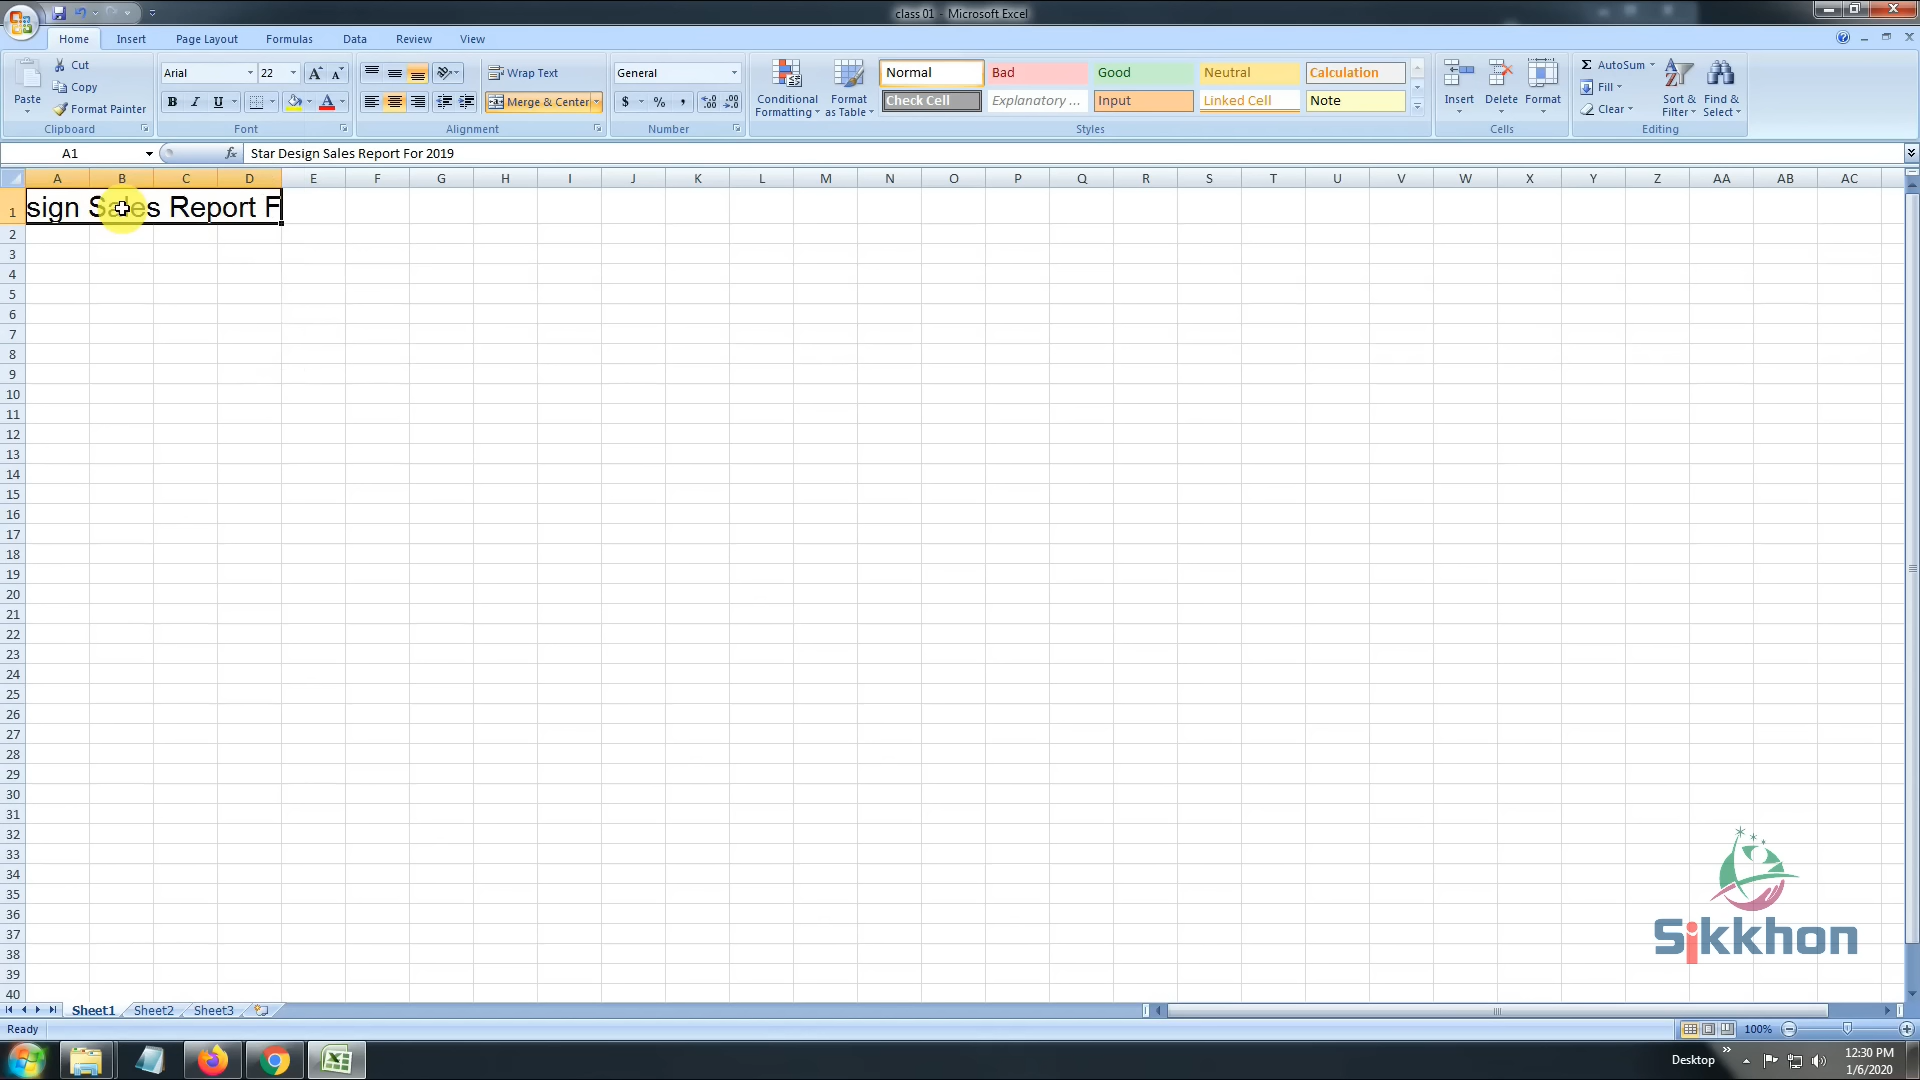 class 01 - Microsoft Excel
Home Insert Page Layout Formulas Data Review View
Paste
Cut
Copy
Format Painter
Clipboard
Arial 22
B I U
Font
Wrap Text
Merge & Center
Alignment
General
$ % ,
Number
Conditional Formatting
Format as Table
Normal Bad Good Neutral Calculation
Check Cell Explanatory ... Input Linked Cell Note
Styles
Insert Delete Format
Cells
AutoSum
Fill
Clear
Sort & Filter
Find & Select
Editing
A1 fx Star Design Sales Report For 2019
A B C D E F G H I J K L M N O P Q R S T U V W X Y Z AA AB AC
1 sign Sales Report F
2
3
4
5
6
7
8
9
10
11
12
13
14
15
16
17
18
19
20
21
22
23
24
25
26
27
28
29
30
31
32
33
34
35
36
37
38
39
40
Sikkhon
Sheet1 Sheet2 Sheet3
Ready 100%
Desktop 12:30 PM
1/6/2020